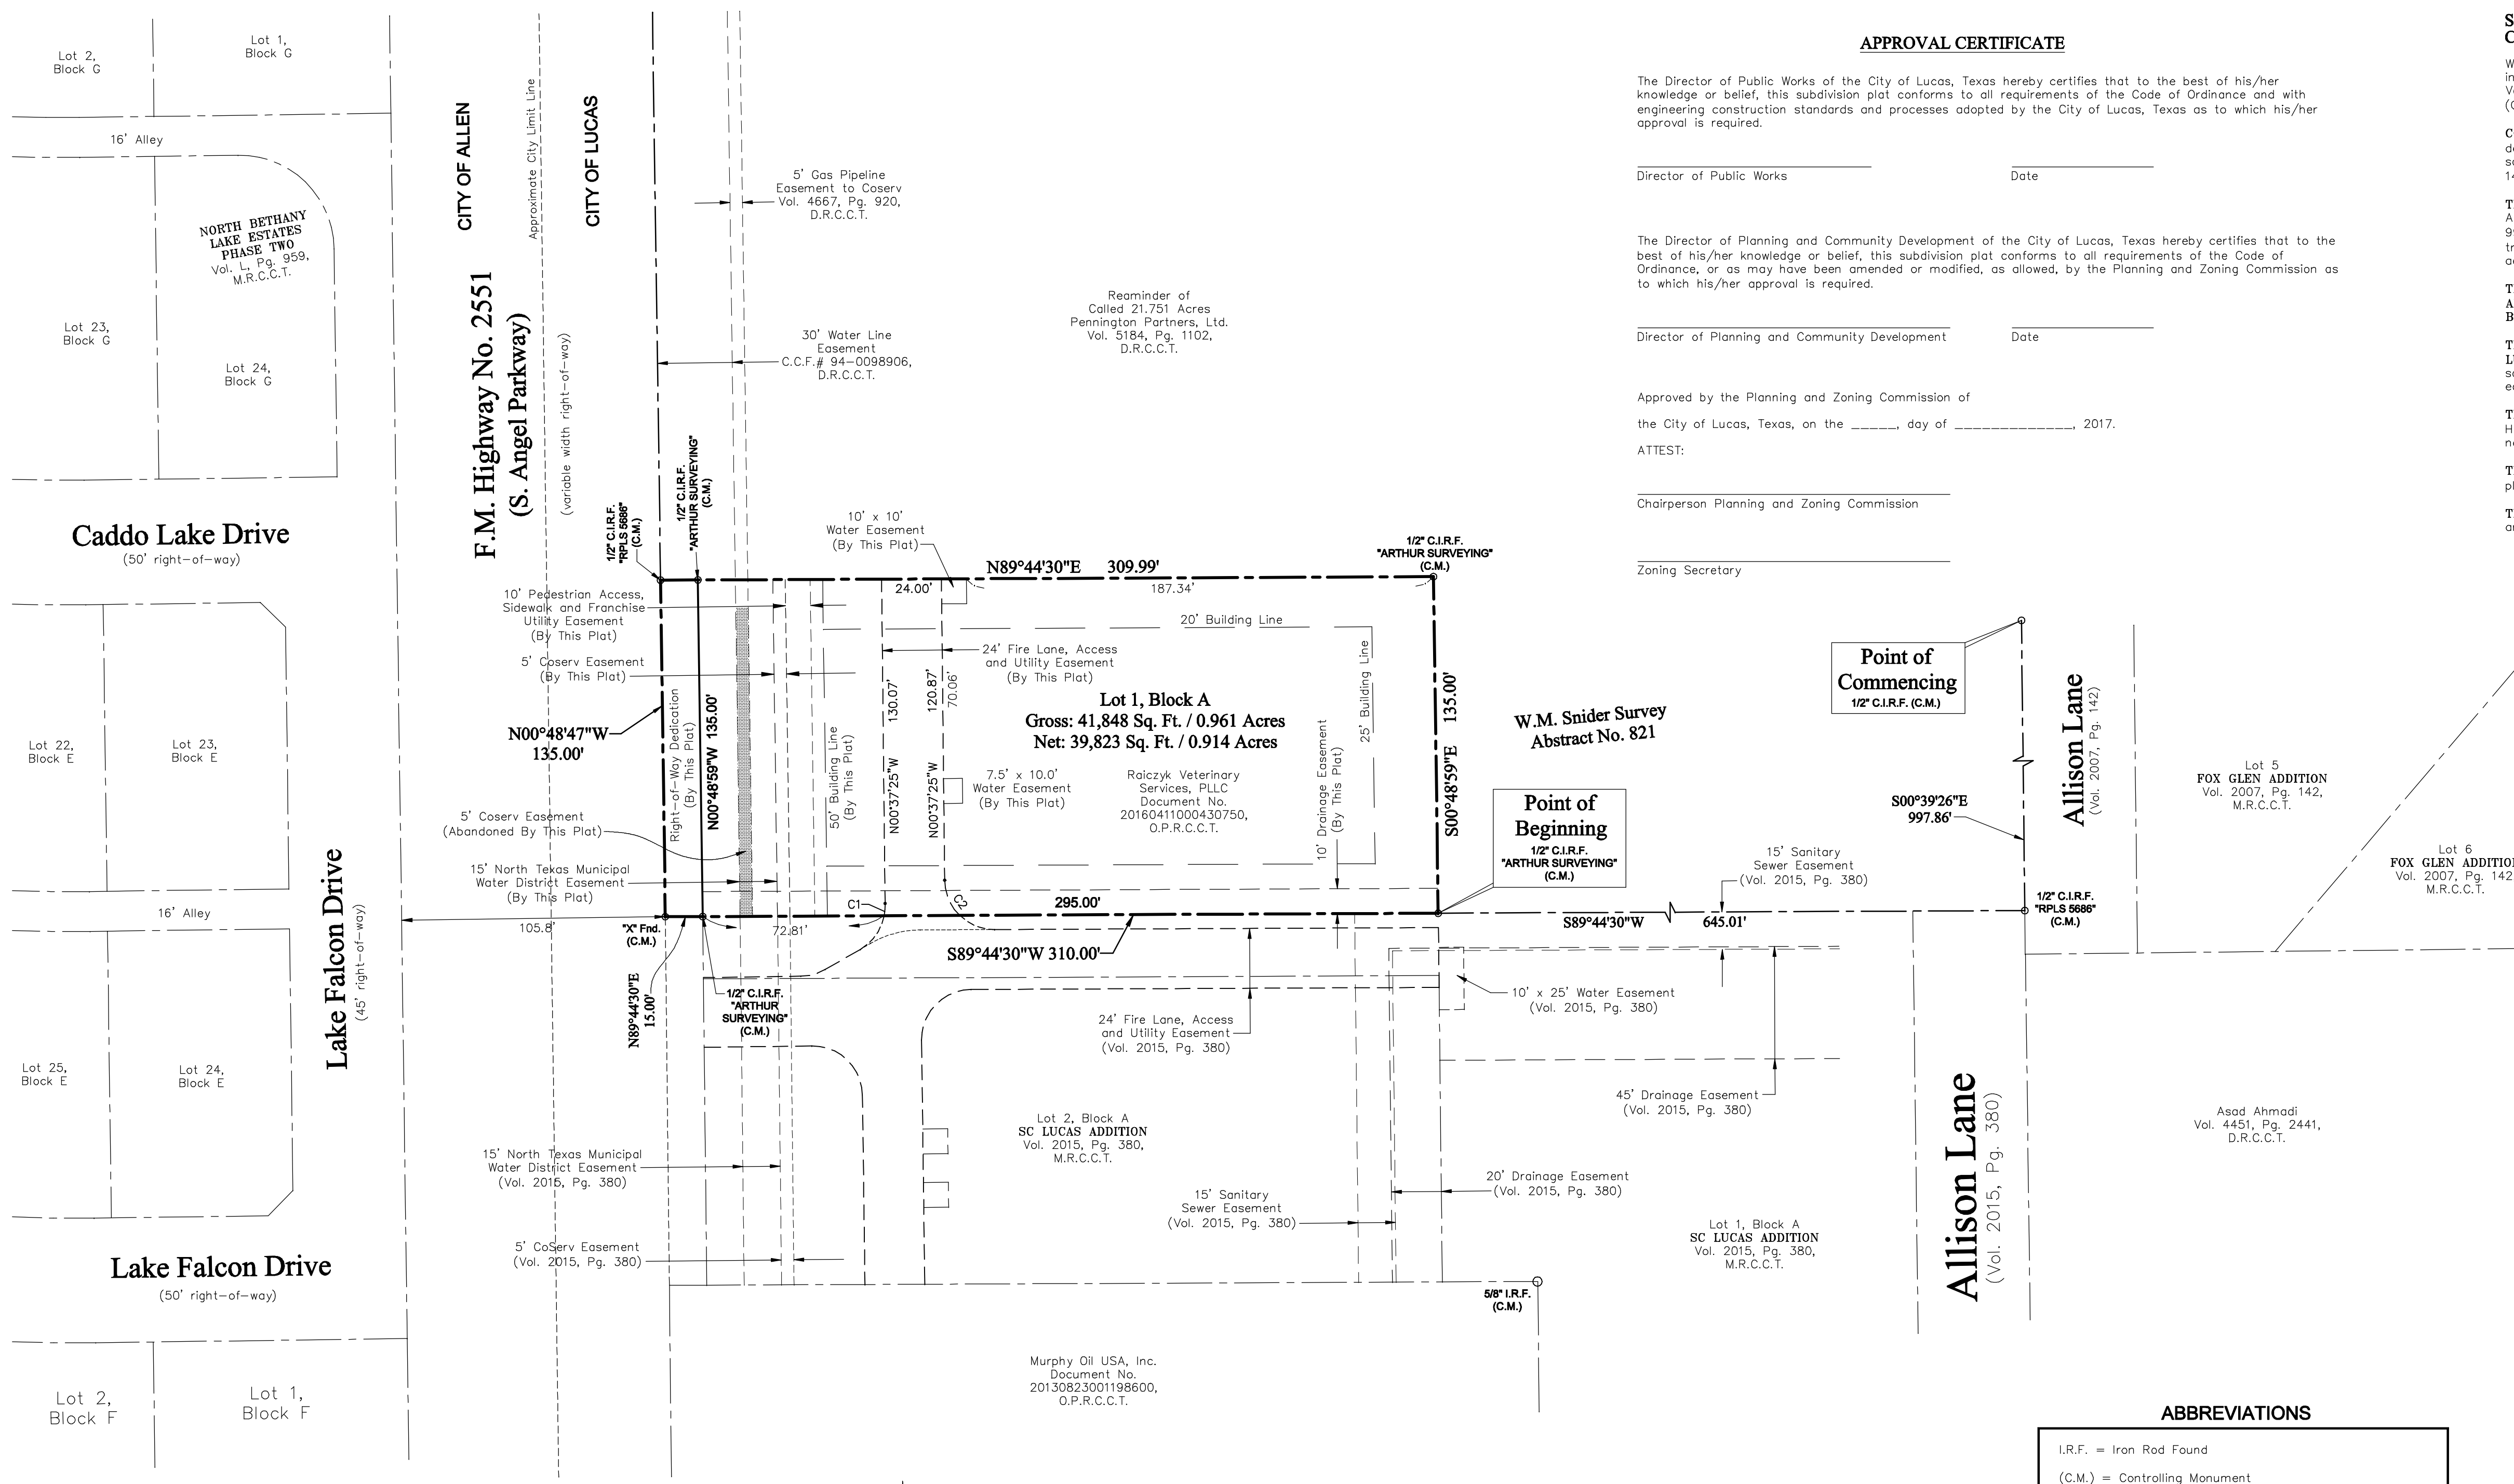 Lot 2,
Block G
Lot 1,
Block G
16' Alley
NORTH BETHANY
LAKE ESTATES
PHASE TWO
Vol. L, Pg. 959,
M.R.C.C.T.
Lot 23,
Block G
Lot 24,
Block G
Caddo Lake Drive
(50' right-of-way)
Lot 22,
Block E
Lot 23,
Block E
16' Alley
Lot 25,
Block E
Lot 24,
Block E
Lake Falcon Drive
(45' right-of-way)
Lake Falcon Drive
(50' right-of-way)
Lot 2,
Block F
Lot 1,
Block F
CITY OF ALLEN
Approximate City Limit Line
CITY OF LUCAS
F.M. Highway No. 2551
(S. Angel Parkway)
(variable width right-of-way)
5' Gas Pipeline
Easement to Coserv
Vol. 4667, Pg. 920,
D.R.C.C.T.
30' Water Line
Easement
C.C.F.# 94-0098906,
D.R.C.C.T.
Reaminder of
Called 21.751 Acres
Pennington Partners, Ltd.
Vol. 5184, Pg. 1102,
D.R.C.C.T.
1/2" C.I.R.F.
"RPLS 5686"
(C.M.)
1/2" C.I.R.F.
"ARTHUR SURVEYING"
(C.M.)
10' x 10'
Water Easement
(By This Plat)
N89°44'30"E 309.99'
24.00'
187.34'
1/2" C.I.R.F.
"ARTHUR SURVEYING"
(C.M.)
10' Pedestrian Access,
Sidewalk and Franchise
Utility Easement
(By This Plat)
5' Coserv Easement
(By This Plat)
N00°48'47"W
135.00'
5' Coserv Easement
(Abandoned By This Plat)
15' North Texas Municipal
Water District Easement
(By This Plat)
Right-of-Way Dedication
(By This Plat)
N00°48'59"W 135.00'
50' Building Line
(By This Plat)
N00°37'25"W 130.07'
N00°37'25"W 120.87'
70.06'
20' Building Line
24' Fire Lane, Access
and Utility Easement
(By This Plat)
Lot 1, Block A
Gross: 41,848 Sq. Ft. / 0.961 Acres
Net: 39,823 Sq. Ft. / 0.914 Acres
7.5' x 10.0'
Water Easement
(By This Plat)
Raiczyk Veterinary
Services, PLLC
Document No.
20160411000430750,
O.P.R.C.C.T.
10' Drainage Easement
(By This Plat)
25' Building Line
S00°48'59"E 135.00'
W.M. Snider Survey
Abstract No. 821
Point of
Beginning
1/2" C.I.R.F.
"ARTHUR SURVEYING"
(C.M.)
Point of
Commencing
1/2" C.I.R.F. (C.M.)
S00°39'26"E
997.86'
Allison Lane
(Vol. 2007, Pg. 142)
Lot 5
FOX GLEN ADDITION
Vol. 2007, Pg. 142,
M.R.C.C.T.
Lot 6
FOX GLEN ADDITION
Vol. 2007, Pg. 142
M.R.C.C.T.
15' Sanitary
Sewer Easement
(Vol. 2015, Pg. 380)
1/2" C.I.R.F.
"RPLS 5686"
(C.M.)
105.8'
"X" Fnd.
(C.M.)
72.81'
C1
C2
295.00'
S89°44'30"W 310.00'
S89°44'30"W 645.01'
N89°44'30"E
15.00'
1/2" C.I.R.F.
"ARTHUR
SURVEYING"
(C.M.)
24' Fire Lane, Access
and Utility Easement
(Vol. 2015, Pg. 380)
10' x 25' Water Easement
(Vol. 2015, Pg. 380)
45' Drainage Easement
(Vol. 2015, Pg. 380)
Lot 2, Block A
SC LUCAS ADDITION
Vol. 2015, Pg. 380,
M.R.C.C.T.
15' North Texas Municipal
Water District Easement
(Vol. 2015, Pg. 380)
5' CoServ Easement
(Vol. 2015, Pg. 380)
15' Sanitary
Sewer Easement
(Vol. 2015, Pg. 380)
20' Drainage Easement
(Vol. 2015, Pg. 380)
Lot 1, Block A
SC LUCAS ADDITION
Vol. 2015, Pg. 380,
M.R.C.C.T.
Allison Lane
(Vol. 2015, Pg. 380)
Asad Ahmadi
Vol. 4451, Pg. 2441,
D.R.C.C.T.
5/8" I.R.F.
(C.M.)
Murphy Oil USA, Inc.
Document No.
20130823001198600,
O.P.R.C.C.T.
APPROVAL CERTIFICATE
The Director of Public Works of the City of Lucas, Texas hereby certifies that to the best of his/her
knowledge or belief, this subdivision plat conforms to all requirements of the Code of Ordinance and with
engineering construction standards and processes adopted by the City of Lucas, Texas as to which his/her
approval is required.
Director of Public Works
Date
The Director of Planning and Community Development of the City of Lucas, Texas hereby certifies that to the
best of his/her knowledge or belief, this subdivision plat conforms to all requirements of the Code of
Ordinance, or as may have been amended or modified, as allowed, by the Planning and Zoning Commission as
to which his/her approval is required.
Director of Planning and Community Development
Date
Approved by the Planning and Zoning Commission of
the City of Lucas, Texas, on the _____, day of _____________, 2017.
ATTEST:
Chairperson Planning and Zoning Commission
Zoning Secretary
ABBREVIATIONS
I.R.F. = Iron Rod Found
(C.M.) = Controlling Monument